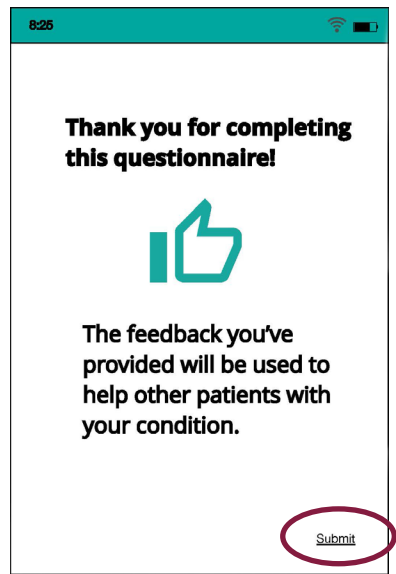 8:25
Thank you for completing
this questionnaire!
The feedback you've
provided will be used to
help other patients with
your condition.
Submit